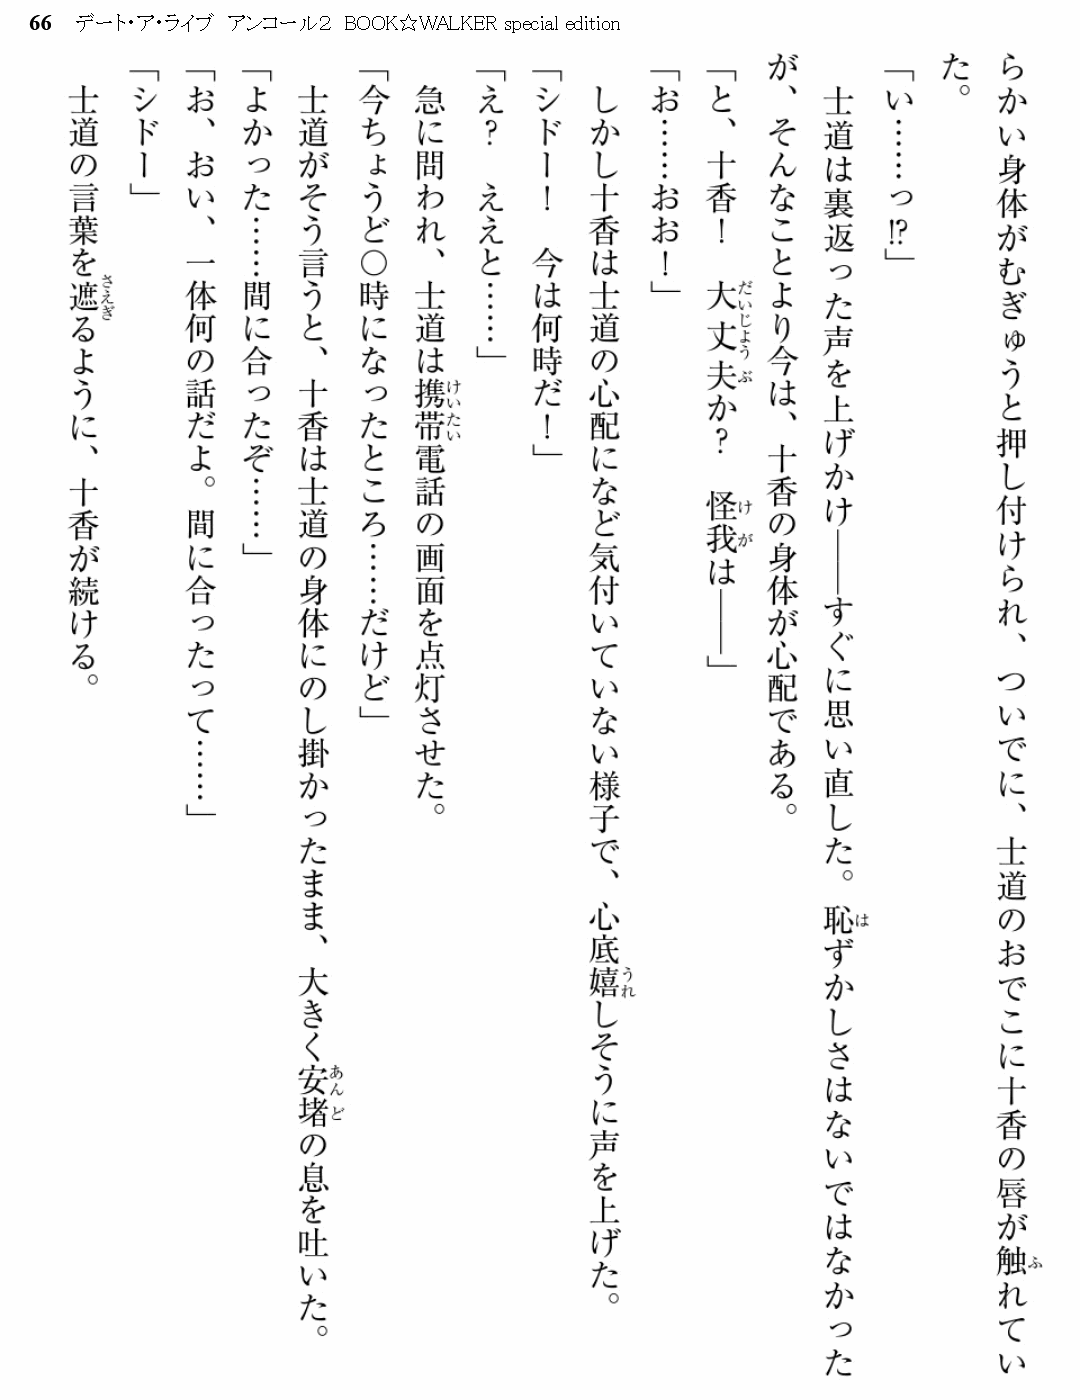 66 デート・ア・ライブ アンコール2 BOOK☆WALKER special edition
らかい身体がむぎゅうと押し付けられ、ついでに、士道のおでこに十香の唇が触れてい
た。
「い……っ!?」
　士道は裏返った声を上げかけ――すぐに思い直した。恥ずかしさはないではなかった
が、そんなことより今は、十香の身体が心配である。
「と、十香！　大丈夫か？　怪我は――」
「お……おお！」
　しかし十香は士道の心配になど気付いていない様子で、心底嬉しそうに声を上げた。
「シドー！　今は何時だ！」
「え？　ええと……」
　急に問われ、士道は携帯電話の画面を点灯させた。
「今ちょうど〇時になったところ……だけど」
　士道がそう言うと、十香は士道の身体にのし掛かったまま、大きく安堵の息を吐いた。
「よかった……間に合ったぞ……」
「お、おい、一体何の話だよ。間に合ったって……」
「シドー」
　士道の言葉を遮るように、十香が続ける。